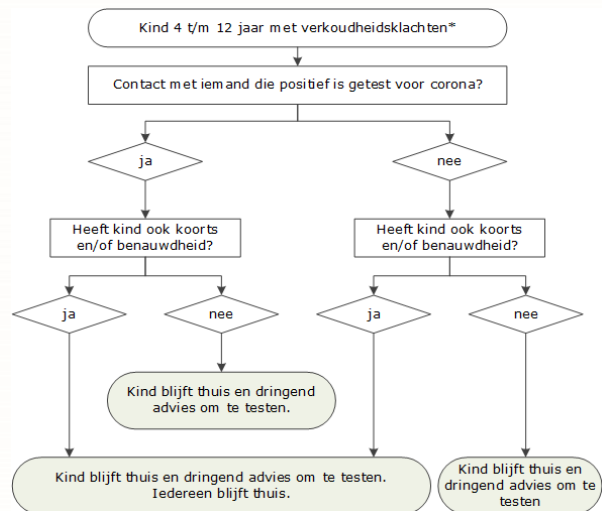 Kind 4 t/m 12 jaar met verkoudheidsklachten*
Contact met iemand die positief is getest voor corona?
ja
nee
Heeft kind ook koorts
en/of benauwdheid?
Heeft kind ook koorts
en/of benauwdheid?
ja
nee
ja
nee
Kind blijft thuis en dringend
advies om te testen.
Kind blijft thuis en dringend advies om te testen.
Iedereen blijft thuis.
Kind blijft thuis en
dringend advies om te
testen